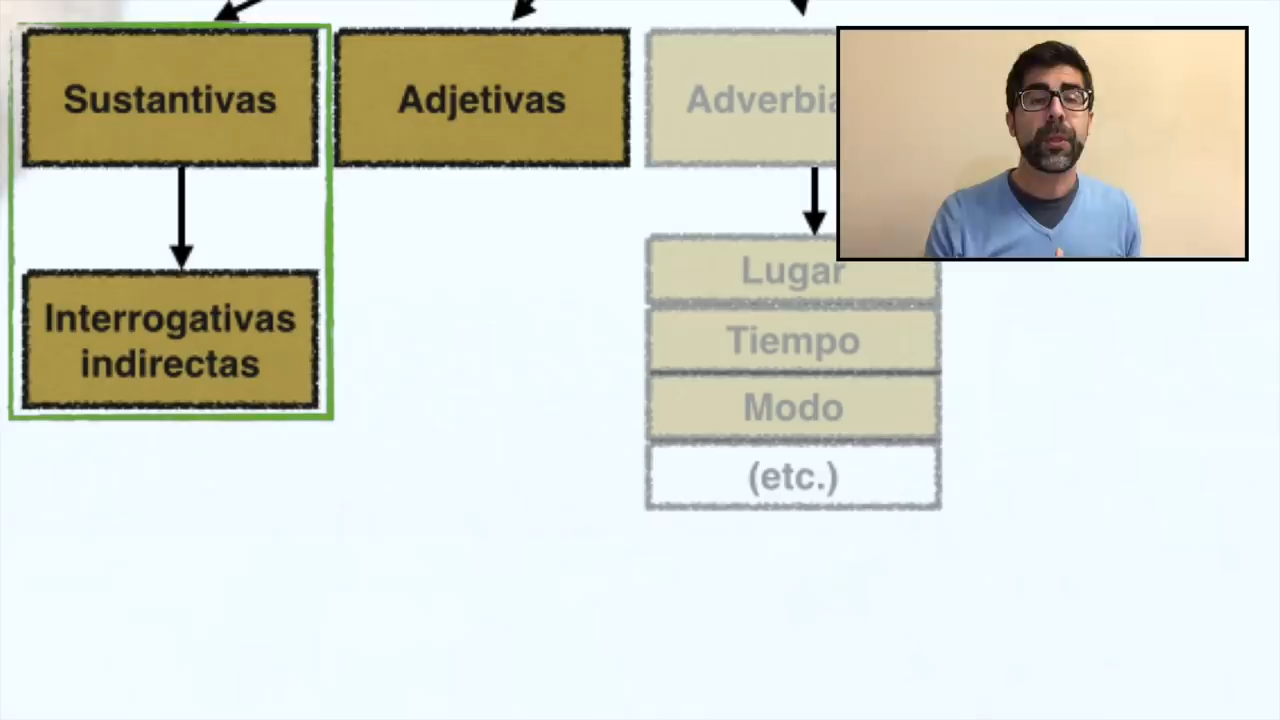 Sustantivas
Adjetivas
Interrogativas
indirectas
Lugar
Tiempo
Modo
(etc.)